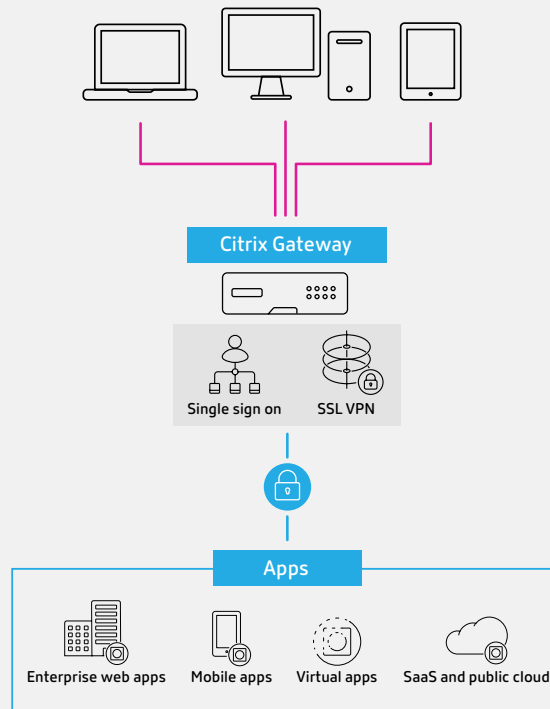 Citrix Gateway
Single sign on
SSL VPN
Apps
Enterprise web apps
Mobile apps
Virtual apps
SaaS and public cloud